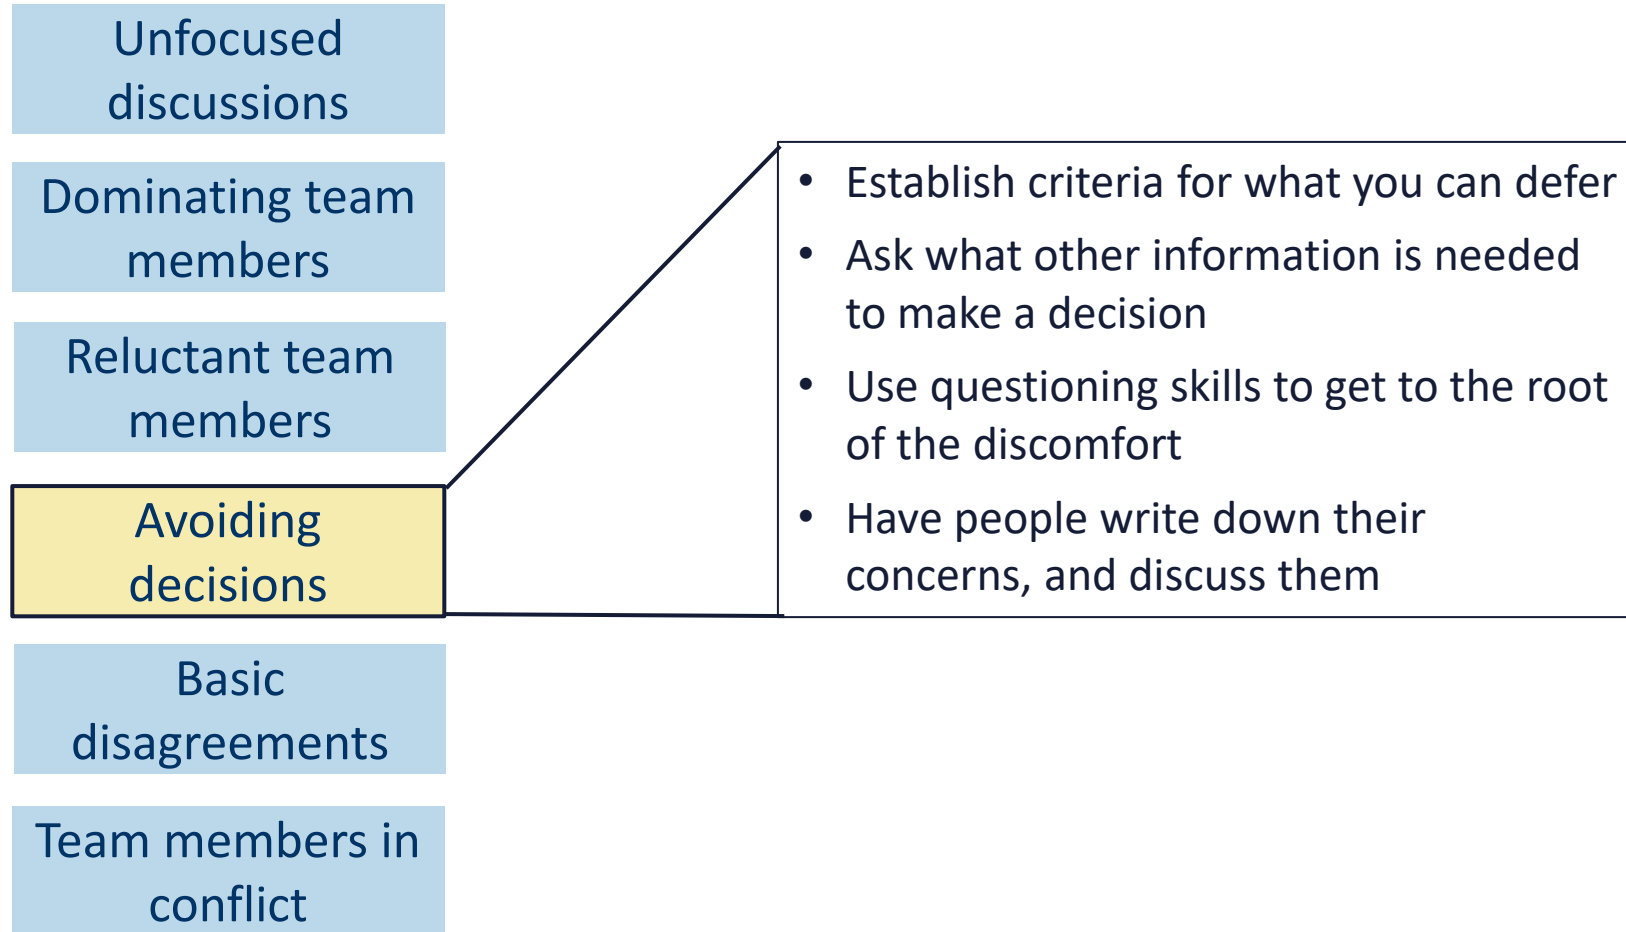 Unfocused
discussions
Dominating team
members
Reluctant team
members
Avoiding
decisions
Basic
disagreements
Team members in
conflict
• Establish criteria for what you can defer
• Ask what other information is needed
to make a decision
• Use questioning skills to get to the root
of the discomfort
• Have people write down their
concerns, and discuss them